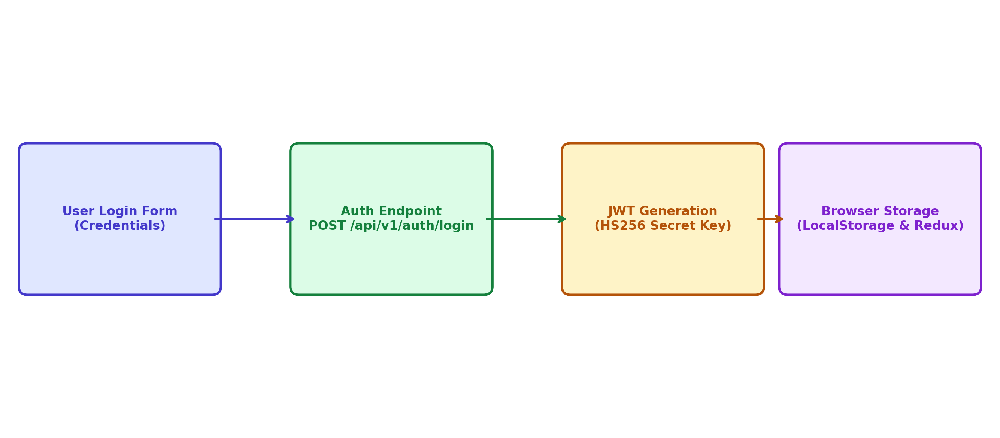 User Login Form
(Credentials)
Auth Endpoint
POST /api/v1/auth/login
JWT Generation
(HS256 Secret Key)
Browser Storage
(LocalStorage & Redux)